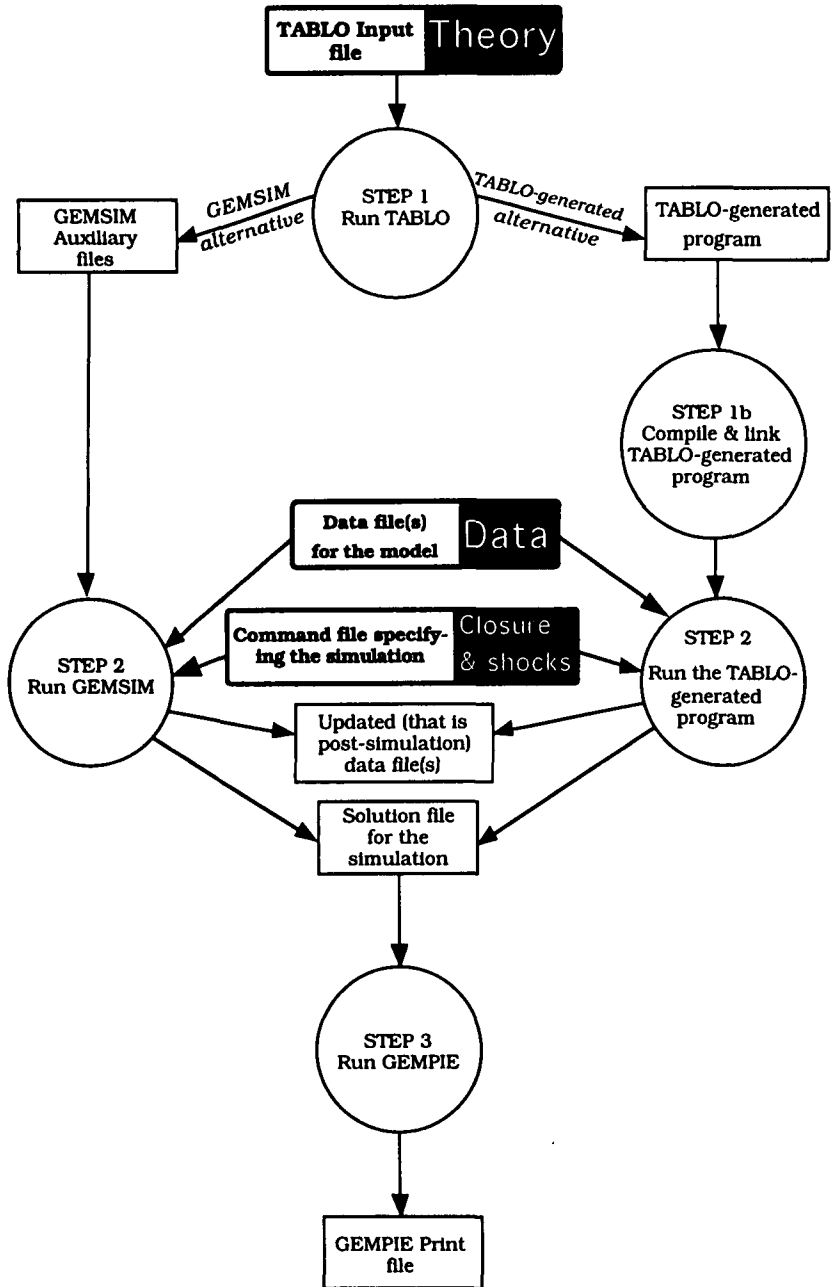 TABLO Input
file
Theory
STEP 1
Run TABLO
GEMSIM
alternative
TABLO-generated
alternative
GEMSIM
Auxiliary
files
TABLO-generated
program
STEP 1b
Compile & link
TABLO-generated
program
Data file(s)
for the model
Data
Command file specify-
ing the simulation
Closure
& shocks
STEP 2
Run GEMSIM
STEP 2
Run the TABLO-
generated
program
Updated (that is
post-simulation)
data file(s)
Solution file
for the
simulation
STEP 3
Run GEMPIE
GEMPIE Print
file